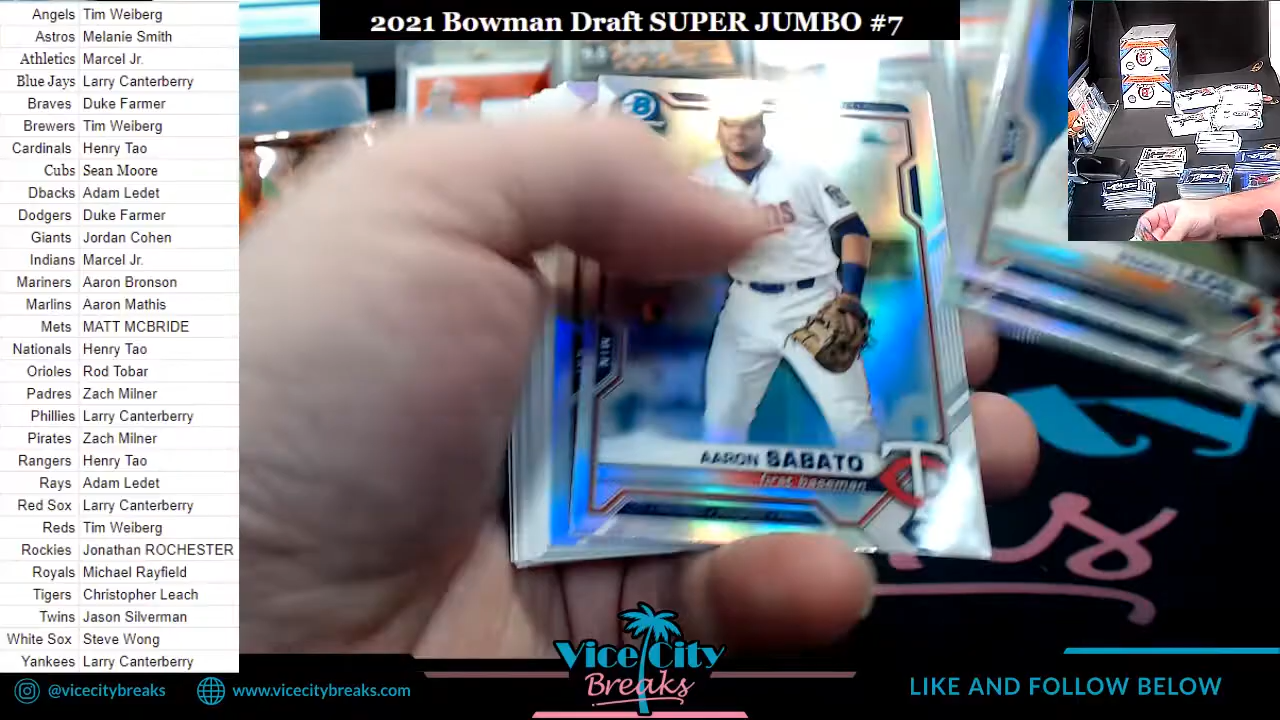 2021 Bowman Draft SUPER JUMBO #7
Angels Tim Weiberg
Astros Melanie Smith
Athletics Marcel Jr.
Blue Jays Larry Canterberry
Braves Duke Farmer
Brewers Tim Weiberg
Cardinals Henry Tao
Cubs Sean Moore
Dbacks Adam Ledet
Dodgers Duke Farmer
Giants Jordan Cohen
Indians Marcel Jr.
Mariners Aaron Bronson
Marlins Aaron Mathis
Mets MATT MCBRIDE
Nationals Henry Tao
Orioles Rod Tobar
Padres Zach Milner
Phillies Larry Canterberry
Pirates Zach Milner
Rangers Henry Tao
Rays Adam Ledet
Red Sox Larry Canterberry
Reds Tim Weiberg
Rockies Jonathan ROCHESTER
Royals Michael Rayfield
Tigers Christopher Leach
Twins Jason Silverman
White Sox Steve Wong
Yankees Larry Canterberry
B
MIN
AARON SABATO
first baseman
@vicecitybreaks
www.vicecitybreaks.com
Vice City
Breaks
LIKE AND FOLLOW BELOW